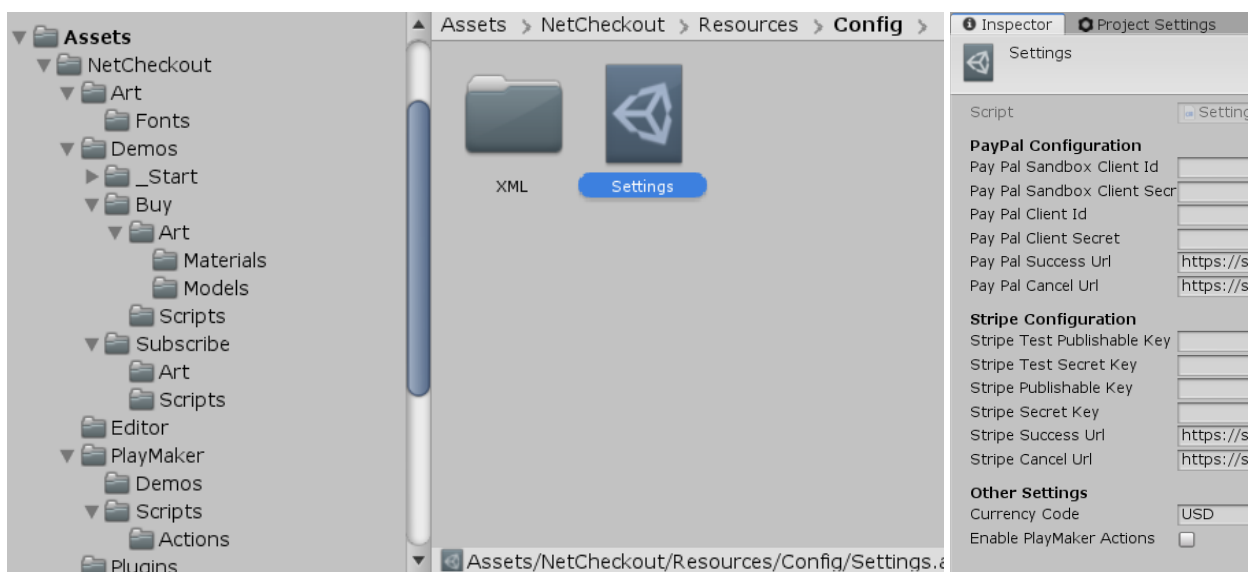 Assets
NetCheckout
Art
Fonts
Demos
_Start
Buy
Art
Materials
Models
Scripts
Subscribe
Art
Scripts
Editor
PlayMaker
Demos
Scripts
Actions
Plugins
Assets > NetCheckout > Resources > Config >
XML
Settings
Assets/NetCheckout/Resources/Config/Settings.a
Inspector Project Settings
Settings
Script Setting
PayPal Configuration
Pay Pal Sandbox Client Id
Pay Pal Sandbox Client Secr
Pay Pal Client Id
Pay Pal Client Secret
Pay Pal Success Url https://s
Pay Pal Cancel Url https://s
Stripe Configuration
Stripe Test Publishable Key
Stripe Test Secret Key
Stripe Publishable Key
Stripe Secret Key
Stripe Success Url https://s
Stripe Cancel Url https://s
Other Settings
Currency Code USD
Enable PlayMaker Actions